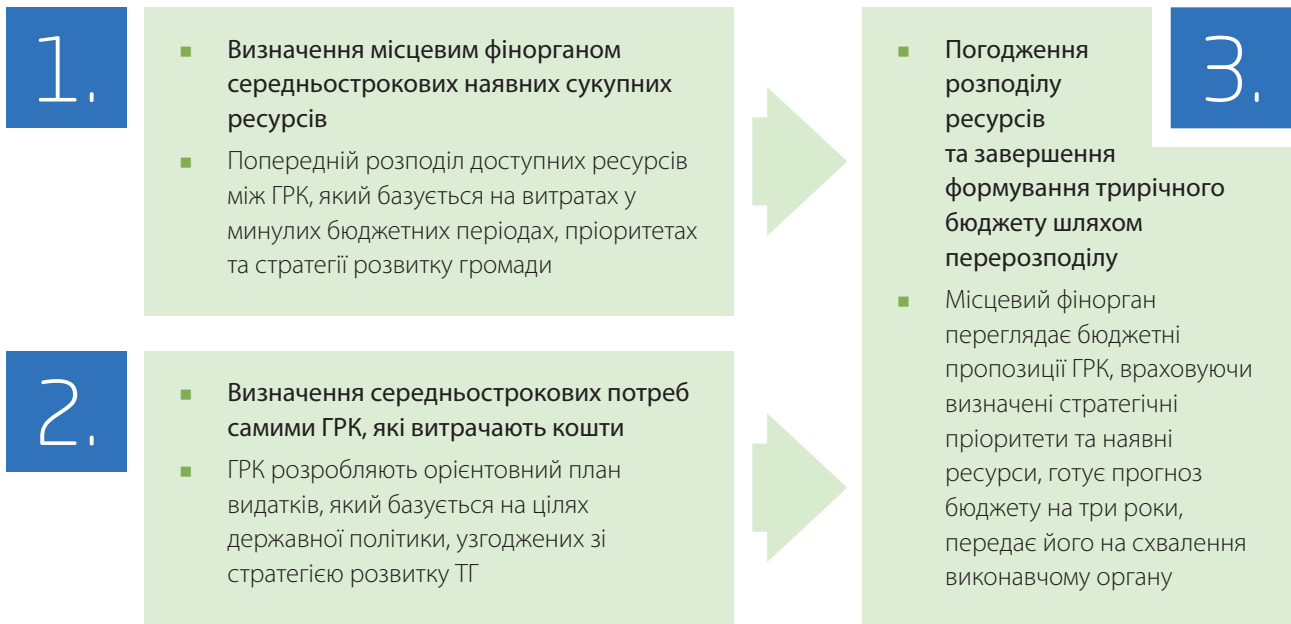 1.
Визначення місцевим фінорганом
середньострокових наявних сукупних
ресурсів
Попередній розподіл доступних ресурсів
між ГРК, який базується на витратах у
минулих бюджетних періодах, пріоритетах
та стратегії розвитку громади
2.
Визначення середньострокових потреб
самими ГРК, які витрачають кошти
ГРК розробляють орієнтовний план
видатків, який базується на цілях
державної політики, узгоджених зі
стратегією розвитку ТГ
3.
Погодження
розподілу
ресурсів
та завершення
формування трирічного
бюджету шляхом
перерозподілу
Місцевий фінорган
переглядає бюджетні
пропозиції ГРК, враховуючи
визначені стратегічні
пріоритети та наявні
ресурси, готує прогноз
бюджету на три роки,
передає його на схвалення
виконавчому органу